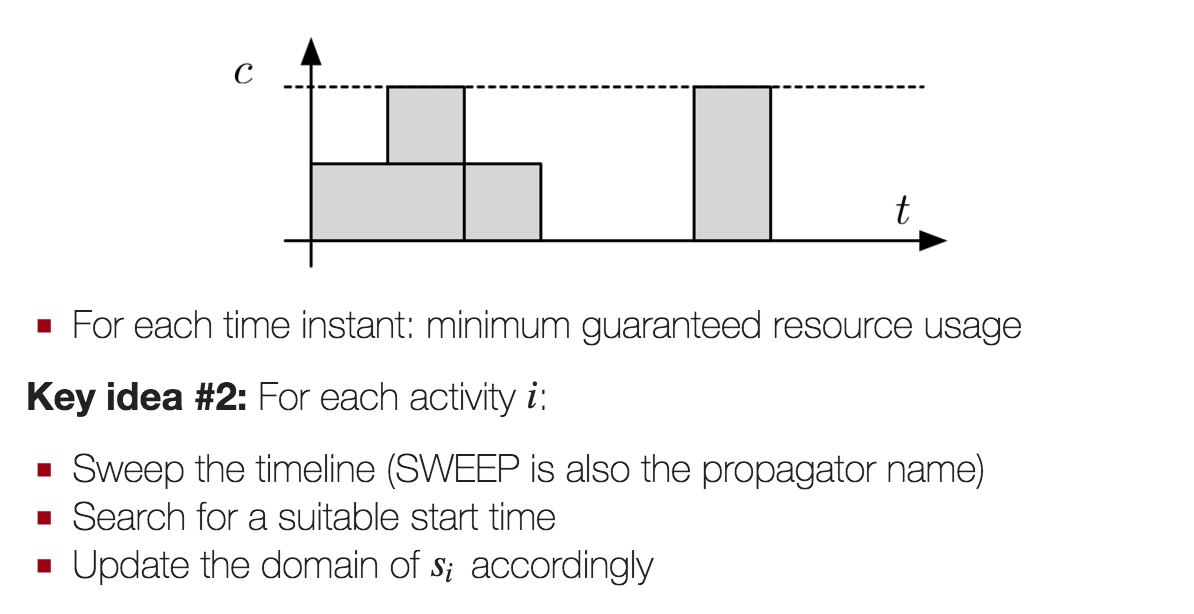 c
t
For each time instant: minimum guaranteed resource usage
Key idea #2: For each activity i:
Sweep the timeline (SWEEP is also the propagator name)
Search for a suitable start time
Update the domain of sᵢ accordingly